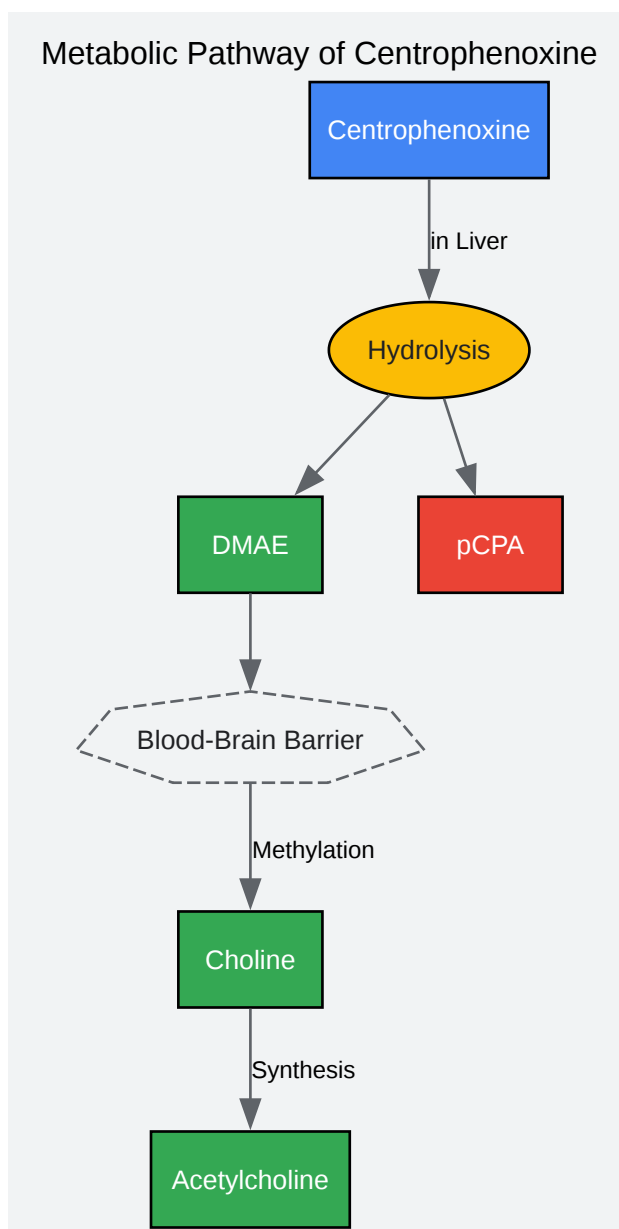 Metabolic Pathway of Centrophenoxine
Centrophenoxine
in Liver
Hydrolysis
DMAE
pCPA
Blood-Brain Barrier
Methylation
Choline
Synthesis
Acetylcholine